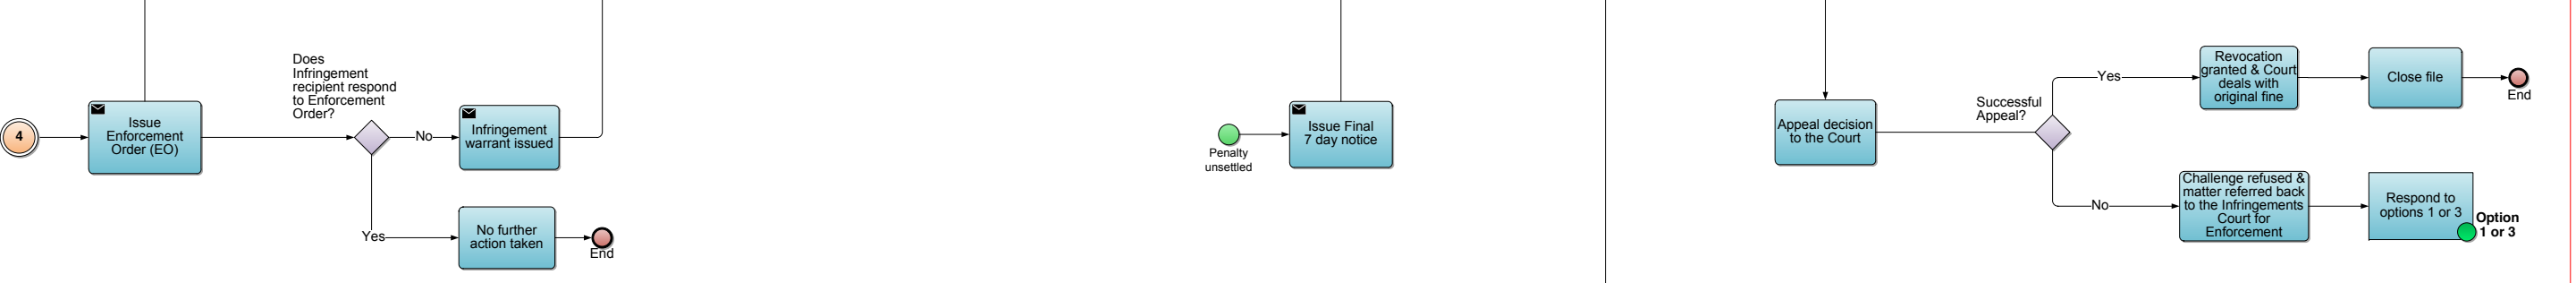 4
Issue
Enforcement
Order (EO)
Does
Infringement
recipient respond
to Enforcement
Order?
No
Infringement
warrant issued
Yes
No further
action taken
End
Penalty
unsettled
Issue Final
7 day notice
Appeal decision
to the Court
Successful
Appeal?
Yes
Revocation
granted & Court
deals with
original fine
Close file
End
No
Challenge refused &
matter referred back
to the Infringements
Court for
Enforcement
Respond to
options 1 or 3
Option
1 or 3